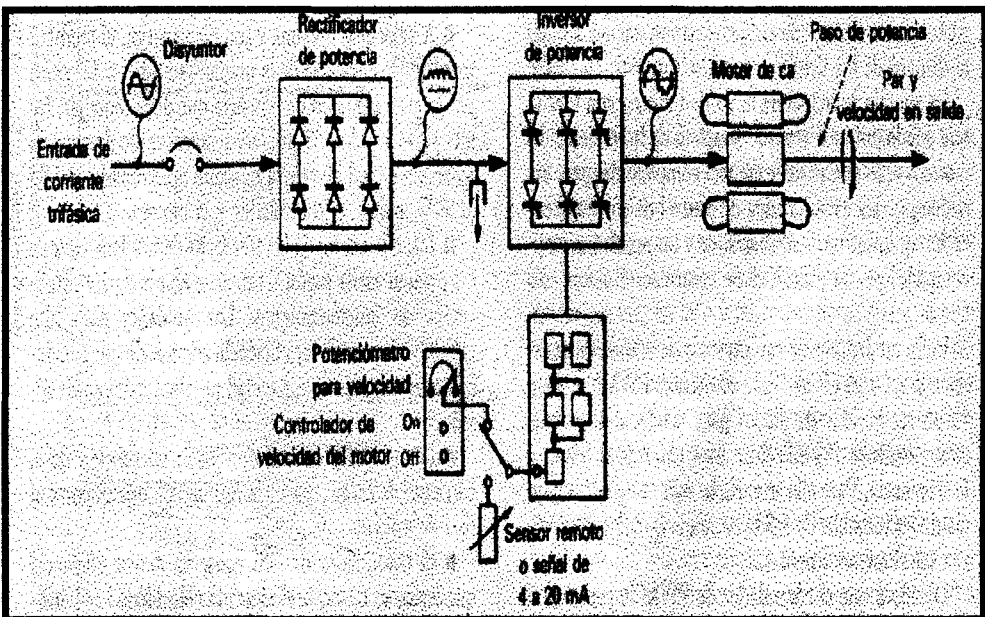 Disyuntor
Rectificador
de potencia
Inversor
de potencia
Paso de potencia
Motor de ca
Par y
velocidad en salida
Entrada de
corriente
trifásica
Potenciómetro
para velocidad
Controlador de
velocidad del motor
On
Off
Sensor remoto
o señal de
4 a 20 mA